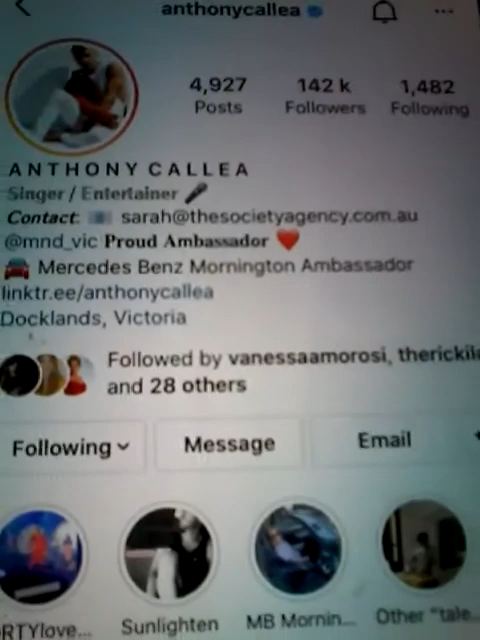 anthonycallea
4,927 142 k 1,482
Posts Followers Following
ANTHONY CALLEA
Singer / Entertainer 🎤
Contact: 📧 sarah@thesocietyagency.com.au
@mnd_vic Proud Ambassador ❤️
🚘 Mercedes Benz Mornington Ambassador
linktr.ee/anthonycallea
Docklands, Victoria
Followed by vanessaamorosi, therickile
and 28 others
Following Message Email
RTYlove... Sunlighten MB Mornin... Other "tale...